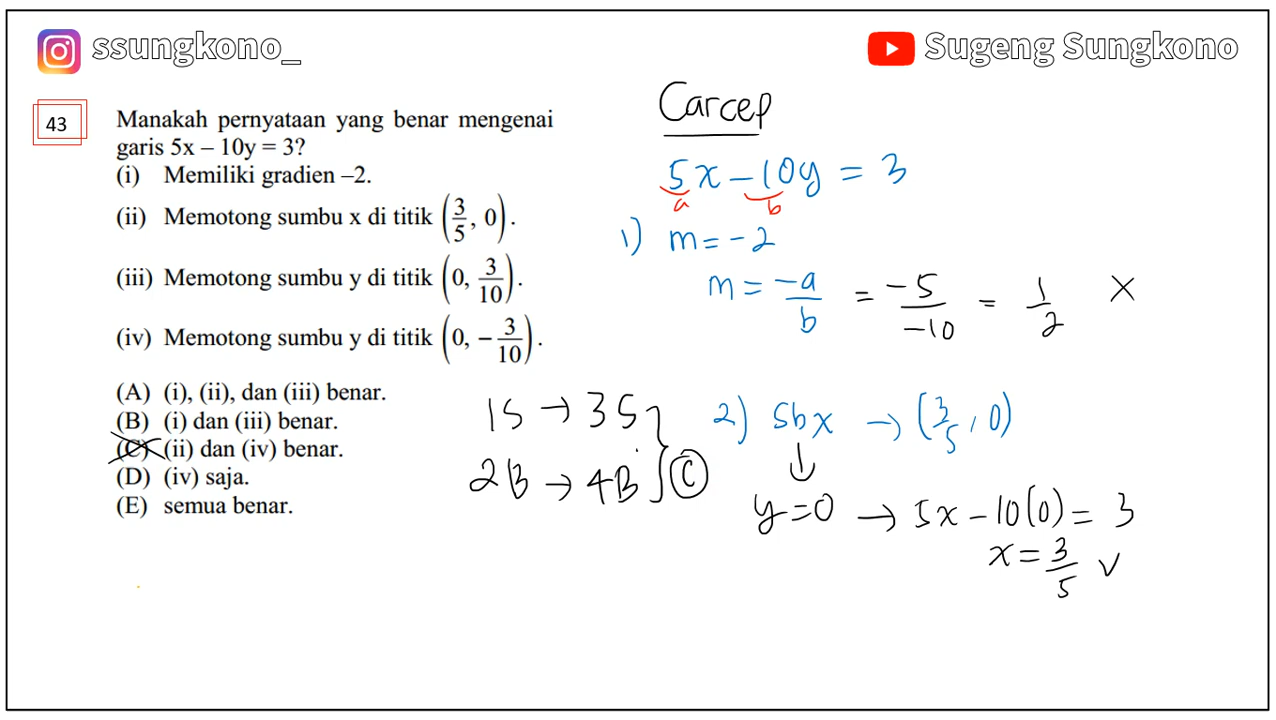 ssungkono_
Sugeng Sungkono
43
Manakah pernyataan yang benar mengenai
garis 5x – 10y = 3?
(i) Memiliki gradien –2.
(ii) Memotong sumbu x di titik (3/5, 0).
(iii) Memotong sumbu y di titik (0, 3/10).
(iv) Memotong sumbu y di titik (0, –3/10).
(A) (i), (ii), dan (iii) benar.
(B) (i) dan (iii) benar.
(C) (ii) dan (iv) benar.
(D) (iv) saja.
(E) semua benar.
Carcep
5x – 10y = 3
a b
1) m = –2
m = –a/b = –5/–10 = 1/2 ×
1S → 3S
2B → 4B
C
2) Sbx → (3/5, 0)
↓
y = 0 → 5x – 10(0) = 3
x = 3/5 v